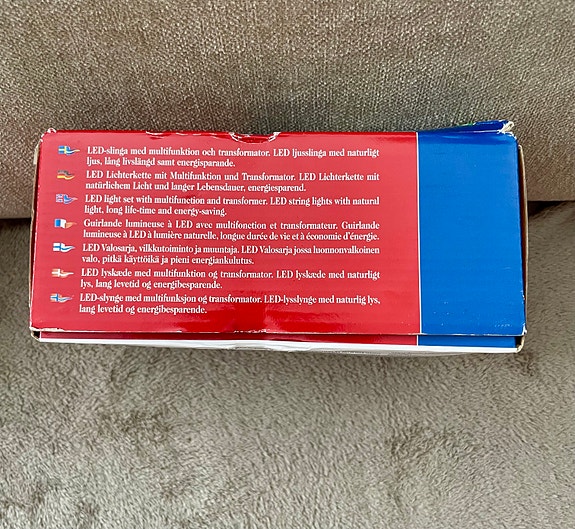 LED-slinga med multifunktion och transformator. LED ljusslinga med naturligt
ljus, lång livslängd samt energisparande.
LED Lichterkette mit Multifunktion und Transformator. LED Lichterkette mit
natürlichem Licht und langer Lebensdauer, energiesparend.
LED light set with multifunction and transformer. LED string lights with natural
light, long life-time and energy-saving.
Guirlande lumineuse à LED avec multifonction et transformateur. Guirlande
lumineuse à LED à lumière naturelle, longue durée de vie et à économie d'énergie.
LED Valosarja, vilkkutoiminto ja muuntaja. LED Valosarja jossa luonnonvalkoinen
valo, pitkä käyttöikä ja pieni energiankulutus.
LED lyskæde med multifunktion og transformator. LED lyskæde med naturligt
lys, lang levetid og energibesparende.
LED-slynge med multifunksjon og transformator. LED-lysslynge med naturlig lys,
lang levetid og energibesparende.